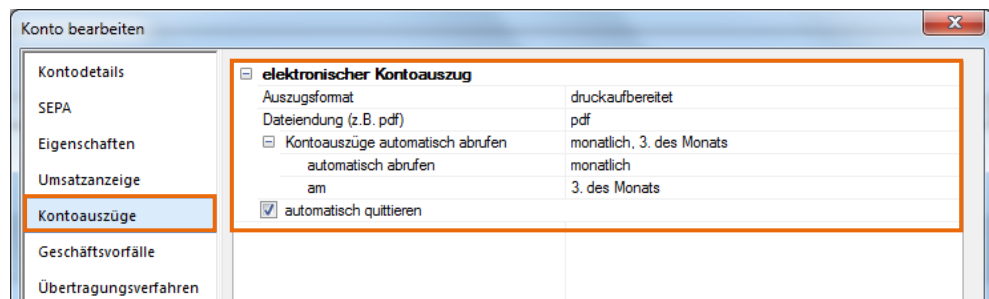 Konto bearbeiten
Kontodetails
SEPA
Eigenschaften
Umsatzanzeige
Kontoauszüge
Geschäftsvorfälle
Übertragungsverfahren
elektronischer Kontoauszug
Auszugsformat druckaufbereitet
Dateiendung (z.B. pdf) pdf
Kontoauszüge automatisch abrufen monatlich, 3. des Monats
automatisch abrufen monatlich
am 3. des Monats
automatisch quittieren